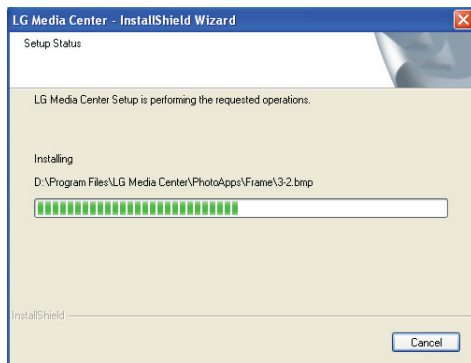 LG Media Center - InstallShield Wizard
Setup Status
LG Media Center Setup is performing the requested operations.
Installing
D:\Program Files\LG Media Center\PhotoApps\Frame\3-2.bmp
InstallShield
Cancel